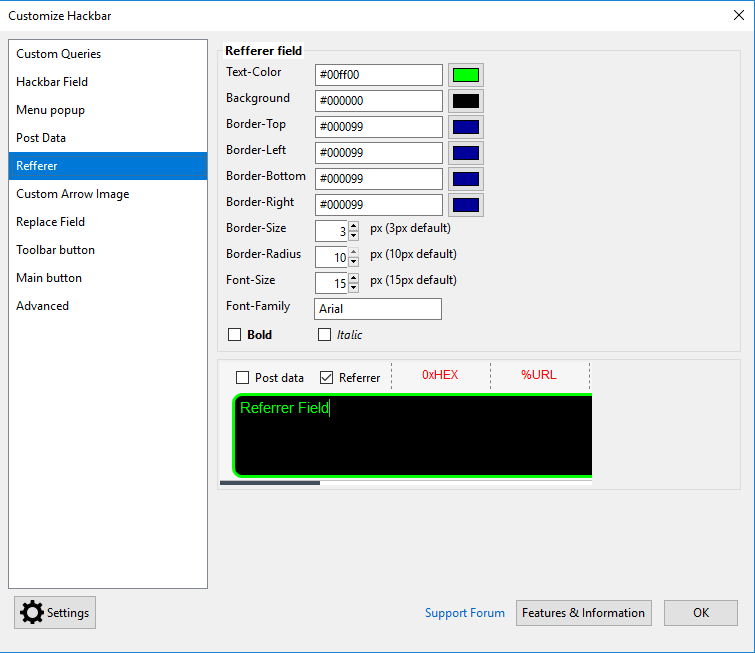 Customize Hackbar
Custom Queries
Hackbar Field
Menu popup
Post Data
Refferer
Custom Arrow Image
Replace Field
Toolbar button
Main button
Advanced
Refferer field
Text-Color #00ff00
Background #000000
Border-Top #000099
Border-Left #000099
Border-Bottom #000099
Border-Right #000099
Border-Size 3 px (3px default)
Border-Radius 10 px (10px default)
Font-Size 15 px (15px default)
Font-Family Arial
Bold Italic
Post data Referrer 0xHEX %URL
Referrer Field
Settings Support Forum Features & Information OK